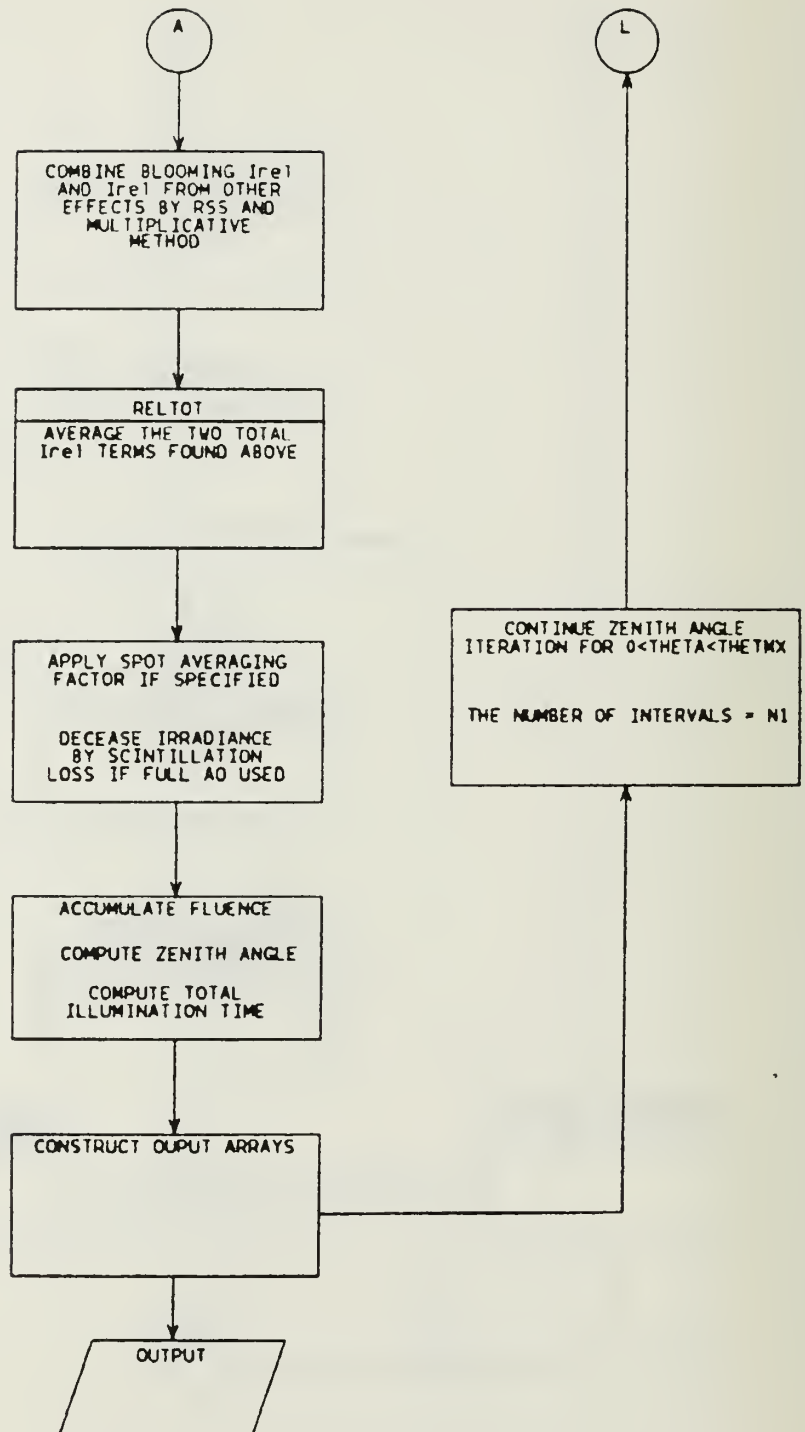 A
COMBINE BLOOMING Irel
AND Irel FROM OTHER
EFFECTS BY RSS AND
MULTIPLICATIVE
METHOD
RELTOT
AVERAGE THE TWO TOTAL
Irel TERMS FOUND ABOVE
APPLY SPOT AVERAGING
FACTOR IF SPECIFIED
DECEASE IRRADIANCE
BY SCINTILLATION
LOSS IF FULL AO USED
ACCUMULATE FLUENCE
COMPUTE ZENITH ANGLE
COMPUTE TOTAL
ILLUMINATION TIME
CONSTRUCT OUPUT ARRAYS
OUTPUT
L
CONTINUE ZENITH ANGLE
ITERATION FOR 0<THETA<THETMX
THE NUMBER OF INTERVALS = N1